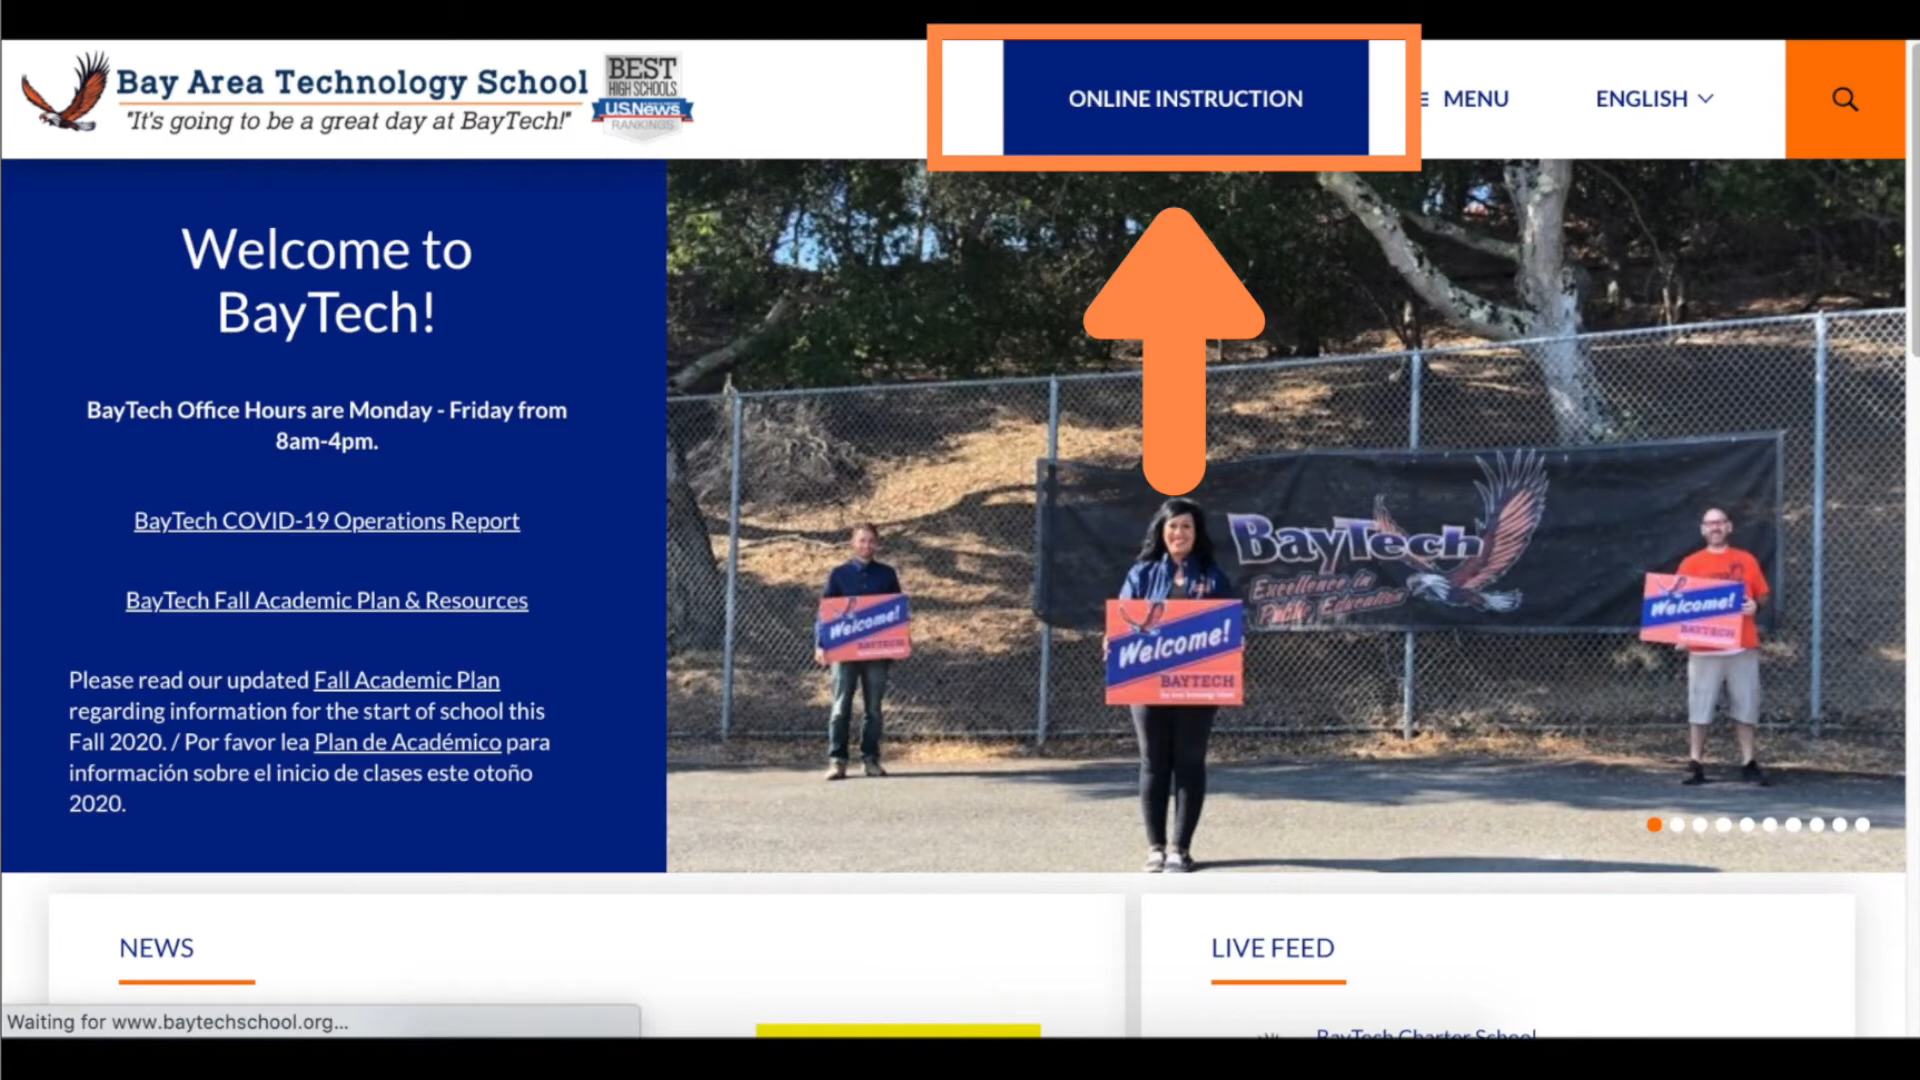 Bay Area Technology School
"It's going to be a great day at BayTech!"
BEST
HIGH SCHOOLS
U.S.News
RANKINGS
ONLINE INSTRUCTION
MENU
ENGLISH
Welcome to
BayTech!
BayTech Office Hours are Monday - Friday from
8am-4pm.
BayTech COVID-19 Operations Report
BayTech Fall Academic Plan & Resources
Please read our updated Fall Academic Plan
regarding information for the start of school this
Fall 2020. / Por favor lea Plan de Académico para
información sobre el inicio de clases este otoño
2020.
BayTech
Excellence in
Public Education
Welcome!
BAYTECH
Welcome!
BAYTECH
Welcome!
BAYTECH
NEWS
LIVE FEED
BayTech Charter School
Waiting for www.baytechschool.org...